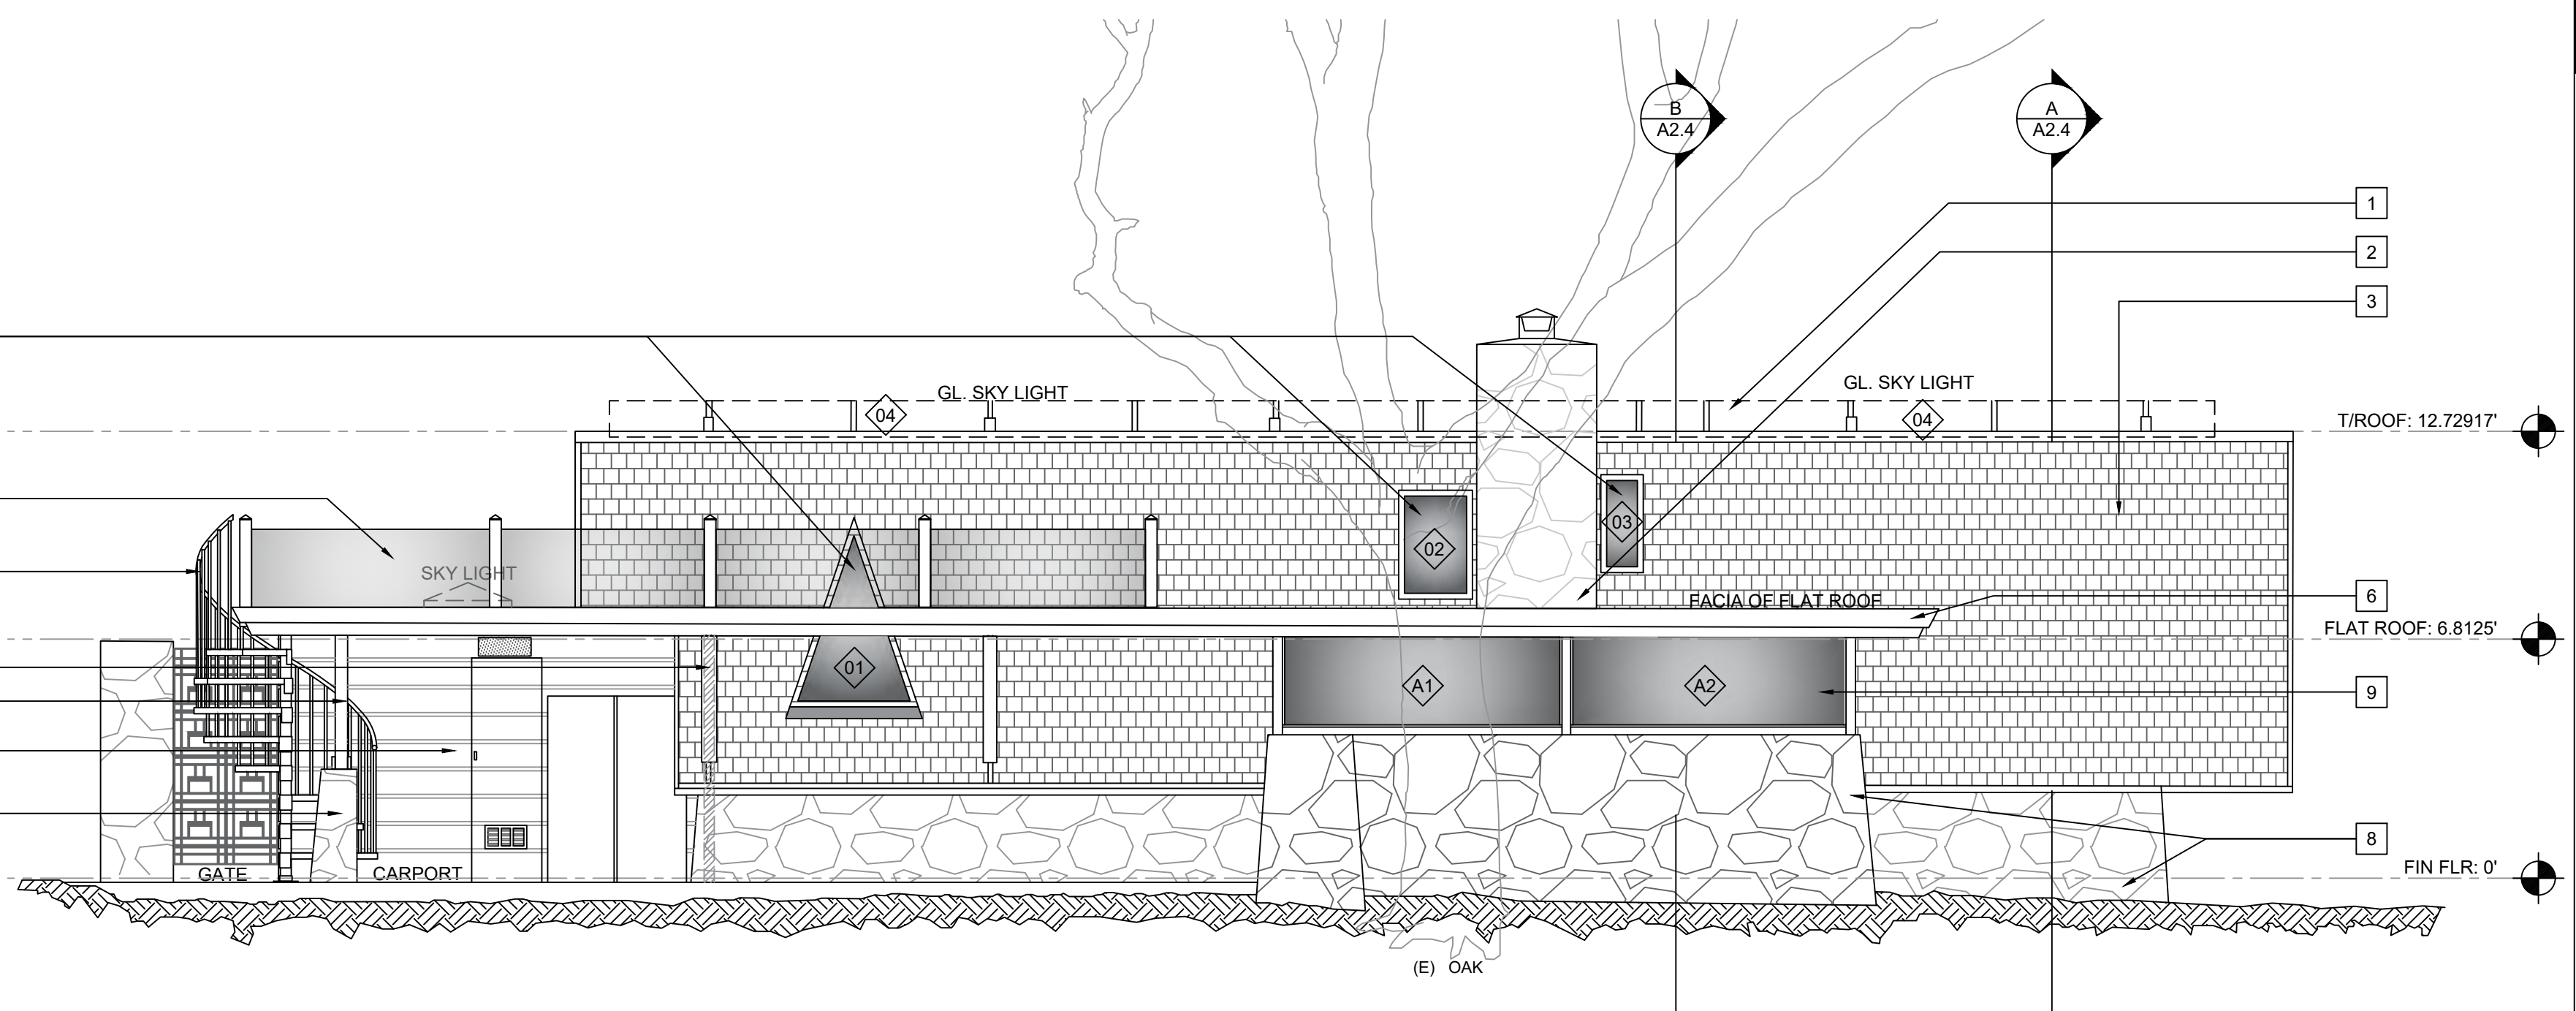 B
A2.4
A
A2.4
1
2
3
GL. SKY LIGHT
GL. SKY LIGHT
04
04
T/ROOF: 12.72917'
03
02
SKY LIGHT
FACIA OF FLAT ROOF
6
FLAT ROOF: 6.8125'
01
A1
A2
9
8
GATE
CARPORT
FIN FLR: 0'
(E) OAK